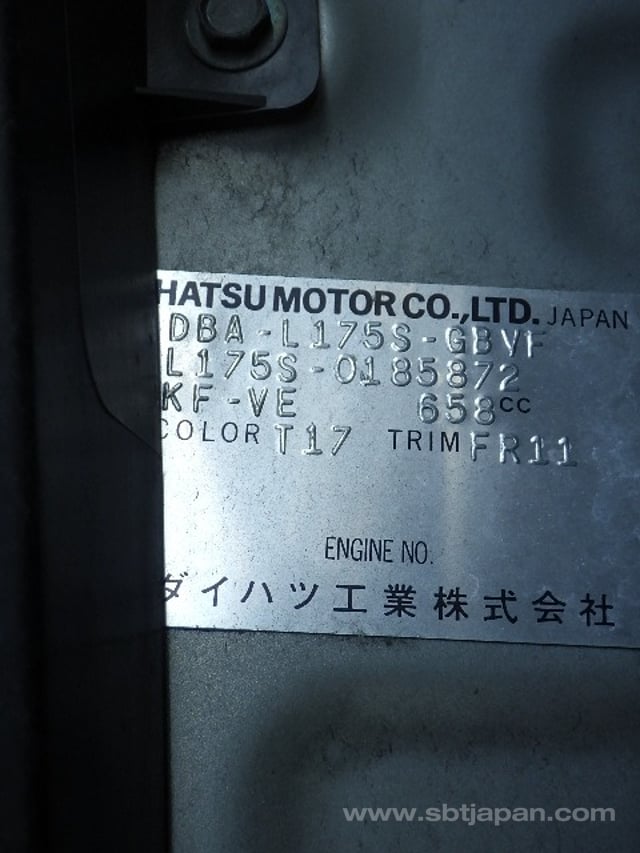 HATSU MOTOR CO.,LTD. JAPAN
DBA-L175S-GBVF
L175S-0185872
KF-VE 658cc
COLOR T17 TRIM FR11
ENGINE NO.
ダイハツ工業株式会社
www.sbtjapan.com